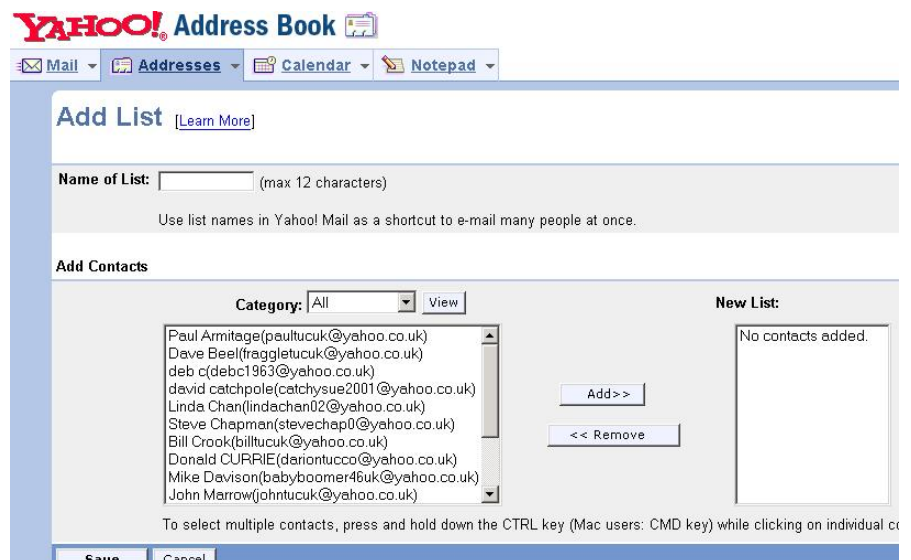 YAHOO! Address Book
Mail Addresses Calendar Notepad
Add List [Learn More]
Name of List: (max 12 characters)
Use list names in Yahoo! Mail as a shortcut to e-mail many people at once.
Add Contacts
Category: All View
Paul Armitage(paultucuk@yahoo.co.uk)
Dave Beel(fraggletucuk@yahoo.co.uk)
deb c(debc1963@yahoo.co.uk)
david catchpole(catchysue2001@yahoo.co.uk)
Linda Chan(lindachan02@yahoo.co.uk)
Steve Chapman(stevechap0@yahoo.co.uk)
Bill Crook(billtucuk@yahoo.co.uk)
Donald CURRIE(dariontucco@yahoo.co.uk)
Mike Davison(babyboomer46uk@yahoo.co.uk)
John Marrow(johntucuk@yahoo.co.uk)
Add>>
<< Remove
New List:
No contacts added.
To select multiple contacts, press and hold down the CTRL key (Mac users: CMD key) while clicking on individual
Save Cancel